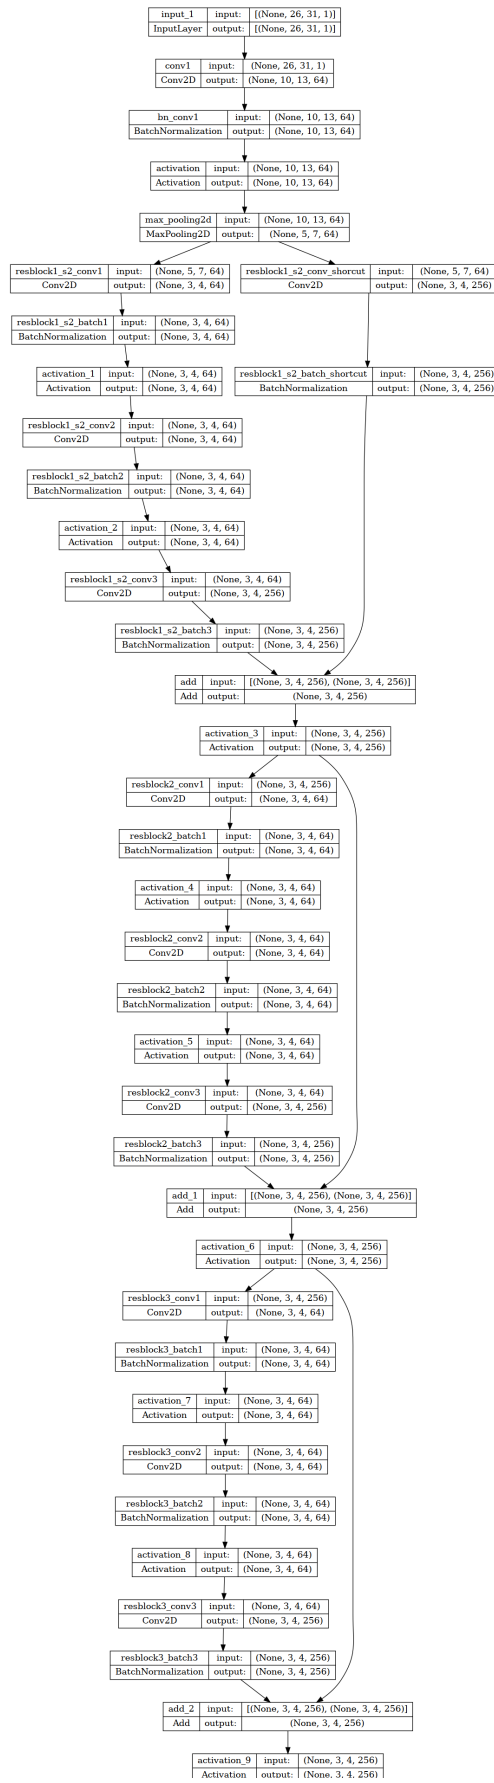 input_1 input: [(None, 26, 31, 1)]
InputLayer output: [(None, 26, 31, 1)]
conv1 input: (None, 26, 31, 1)
Conv2D output: (None, 10, 13, 64)
bn_conv1 input: (None, 10, 13, 64)
BatchNormalization output: (None, 10, 13, 64)
activation input: (None, 10, 13, 64)
Activation output: (None, 10, 13, 64)
max_pooling2d input: (None, 10, 13, 64)
MaxPooling2D output: (None, 5, 7, 64)
resblock1_s2_conv1 input: (None, 5, 7, 64)
Conv2D output: (None, 3, 4, 64)
resblock1_s2_conv_shorcut input: (None, 5, 7, 64)
Conv2D output: (None, 3, 4, 256)
resblock1_s2_batch1 input: (None, 3, 4, 64)
BatchNormalization output: (None, 3, 4, 64)
activation_1 input: (None, 3, 4, 64)
Activation output: (None, 3, 4, 64)
resblock1_s2_batch_shortcut input: (None, 3, 4, 256)
BatchNormalization output: (None, 3, 4, 256)
resblock1_s2_conv2 input: (None, 3, 4, 64)
Conv2D output: (None, 3, 4, 64)
resblock1_s2_batch2 input: (None, 3, 4, 64)
BatchNormalization output: (None, 3, 4, 64)
activation_2 input: (None, 3, 4, 64)
Activation output: (None, 3, 4, 64)
resblock1_s2_conv3 input: (None, 3, 4, 64)
Conv2D output: (None, 3, 4, 256)
resblock1_s2_batch3 input: (None, 3, 4, 256)
BatchNormalization output: (None, 3, 4, 256)
add input: [(None, 3, 4, 256), (None, 3, 4, 256)]
Add output: (None, 3, 4, 256)
activation_3 input: (None, 3, 4, 256)
Activation output: (None, 3, 4, 256)
resblock2_conv1 input: (None, 3, 4, 256)
Conv2D output: (None, 3, 4, 64)
resblock2_batch1 input: (None, 3, 4, 64)
BatchNormalization output: (None, 3, 4, 64)
activation_4 input: (None, 3, 4, 64)
Activation output: (None, 3, 4, 64)
resblock2_conv2 input: (None, 3, 4, 64)
Conv2D output: (None, 3, 4, 64)
resblock2_batch2 input: (None, 3, 4, 64)
BatchNormalization output: (None, 3, 4, 64)
activation_5 input: (None, 3, 4, 64)
Activation output: (None, 3, 4, 64)
resblock2_conv3 input: (None, 3, 4, 64)
Conv2D output: (None, 3, 4, 256)
resblock2_batch3 input: (None, 3, 4, 256)
BatchNormalization output: (None, 3, 4, 256)
add_1 input: [(None, 3, 4, 256), (None, 3, 4, 256)]
Add output: (None, 3, 4, 256)
activation_6 input: (None, 3, 4, 256)
Activation output: (None, 3, 4, 256)
resblock3_conv1 input: (None, 3, 4, 256)
Conv2D output: (None, 3, 4, 64)
resblock3_batch1 input: (None, 3, 4, 64)
BatchNormalization output: (None, 3, 4, 64)
activation_7 input: (None, 3, 4, 64)
Activation output: (None, 3, 4, 64)
resblock3_conv2 input: (None, 3, 4, 64)
Conv2D output: (None, 3, 4, 64)
resblock3_batch2 input: (None, 3, 4, 64)
BatchNormalization output: (None, 3, 4, 64)
activation_8 input: (None, 3, 4, 64)
Activation output: (None, 3, 4, 64)
resblock3_conv3 input: (None, 3, 4, 64)
Conv2D output: (None, 3, 4, 256)
resblock3_batch3 input: (None, 3, 4, 256)
BatchNormalization output: (None, 3, 4, 256)
add_2 input: [(None, 3, 4, 256), (None, 3, 4, 256)]
Add output: (None, 3, 4, 256)
activation_9 input: (None, 3, 4, 256)
Activation output: (None, 3, 4, 256)